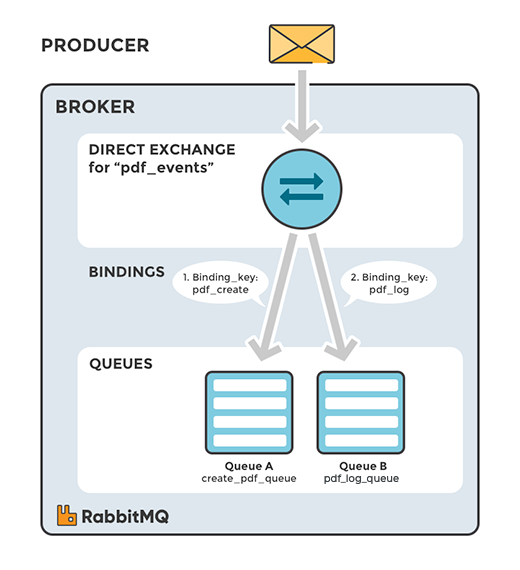 PRODUCER
BROKER
DIRECT EXCHANGE
for “pdf_events”
BINDINGS
1. Binding_key:
pdf_create
2. Binding_key:
pdf_log
QUEUES
Queue A
create_pdf_queue
Queue B
pdf_log_queue
RabbitMQ